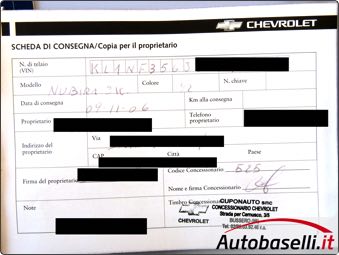 CHEVROLET
SCHEDA DI CONSEGNA/Copia per il proprietario
N. di telaio
(VIN) KL1NF3563
Modello Colore N. chiave
NUBIRA SW.
Data di consegna Km alla consegna
09-11-06
Proprietario Telefono
proprietario
Indirizzo del
proprietario Via
CAP Città Paese
Firma del proprietario Codice Concessionario 525
Nome e firma Concessionario
Note Timbro Concessionario
CUPONAUTO snc
CONCESSIONARIO CHEVROLET
Strada per Cernusco, 3/5
BUSSERO (MI)
CHEVROLET
Autobaselli.it